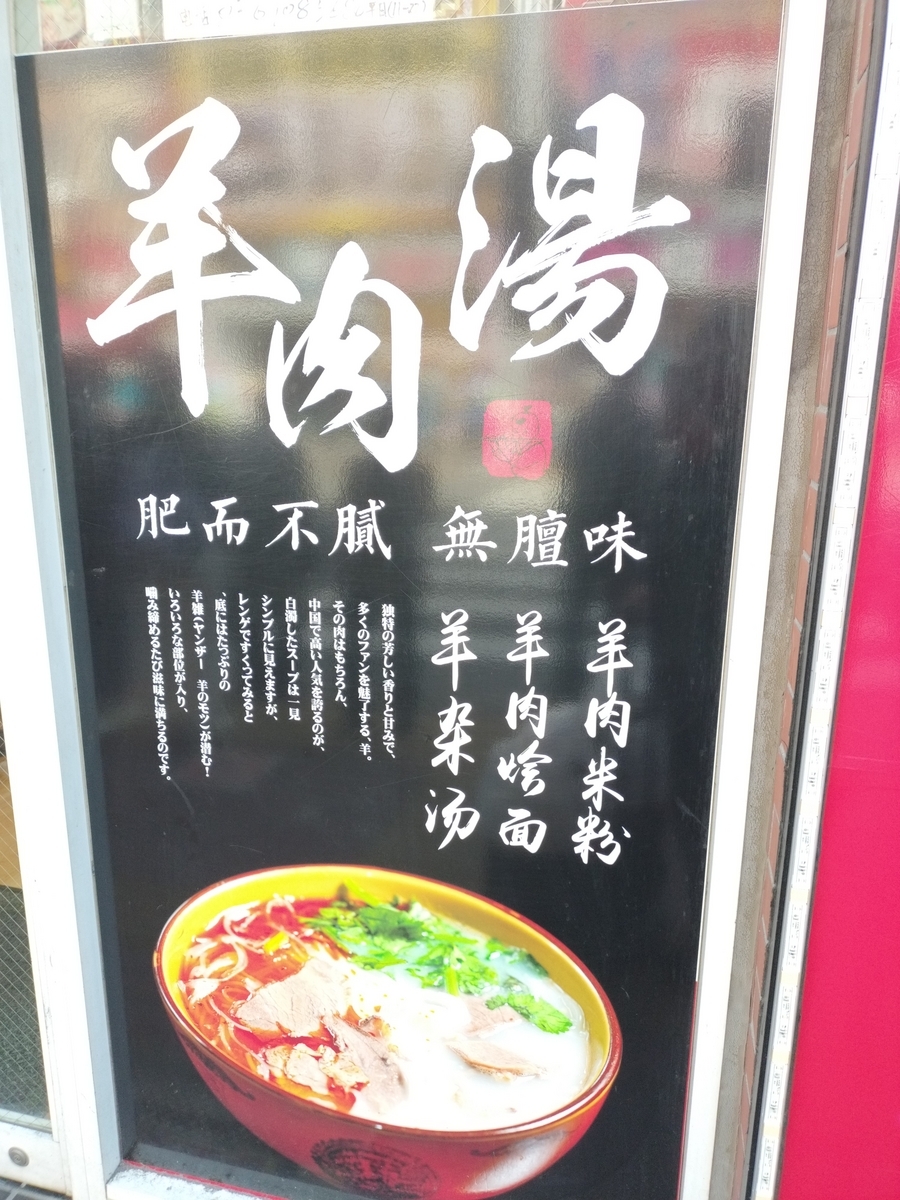 羊肉湯
肥而不膩 無膻味
羊肉米粉
羊肉烩面
羊杂汤
独特の芳しい香りと甘みで、
多くのファンを魅了する、羊。
その肉はもちろん、
中国で高い人気を誇るのが、
白濁したスープは一見
シンプルに見えますが、
レンゲですくってみると
、底にはたっぷりの
羊雑（ヤンザー　羊のモツ）が潜む！
いろいろな部位が入り、
噛み締めるたび滋味に満ちるのです。